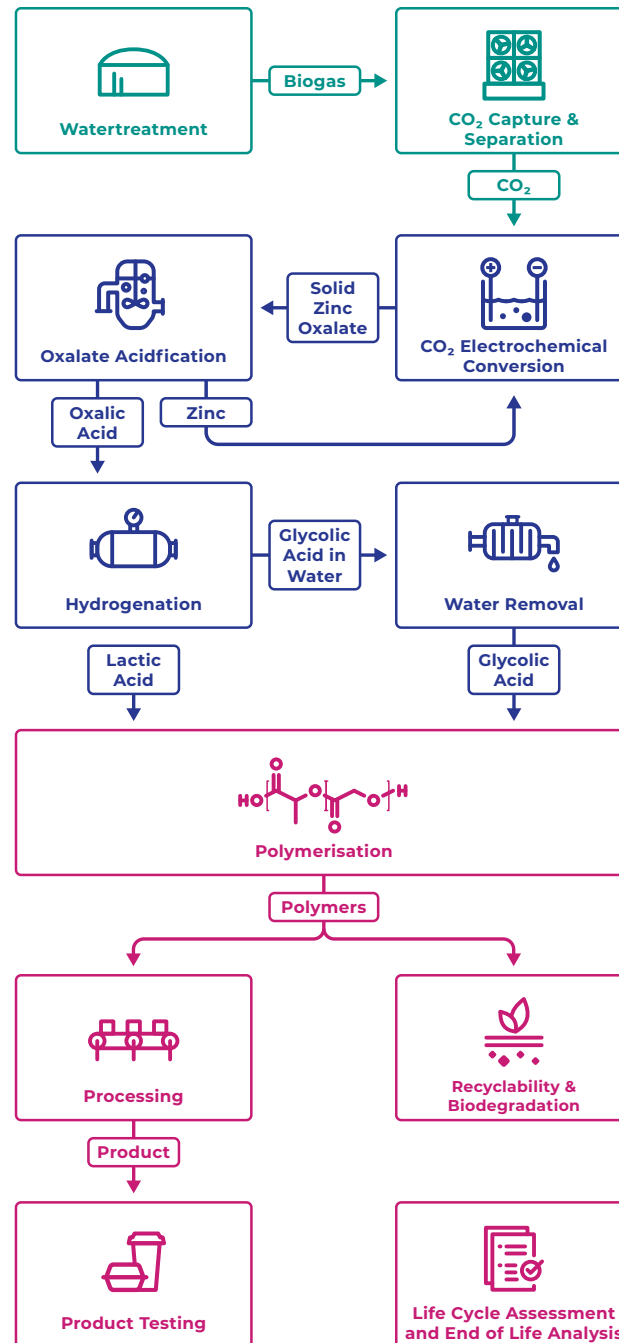 Biogas
Watertreatment
CO₂ Capture &
Separation
CO₂
Solid
Zinc
Oxalate
Oxalate Acidfication
CO₂ Electrochemical
Conversion
Oxalic
Acid
Zinc
Glycolic
Acid in
Water
Hydrogenation
Water Removal
Lactic
Acid
Glycolic
Acid
O
HO
O
O
O
H
Polymerisation
Polymers
Processing
Recyclability &
Biodegradation
Product
Product Testing
Life Cycle Assessment
and End of Life Analysis